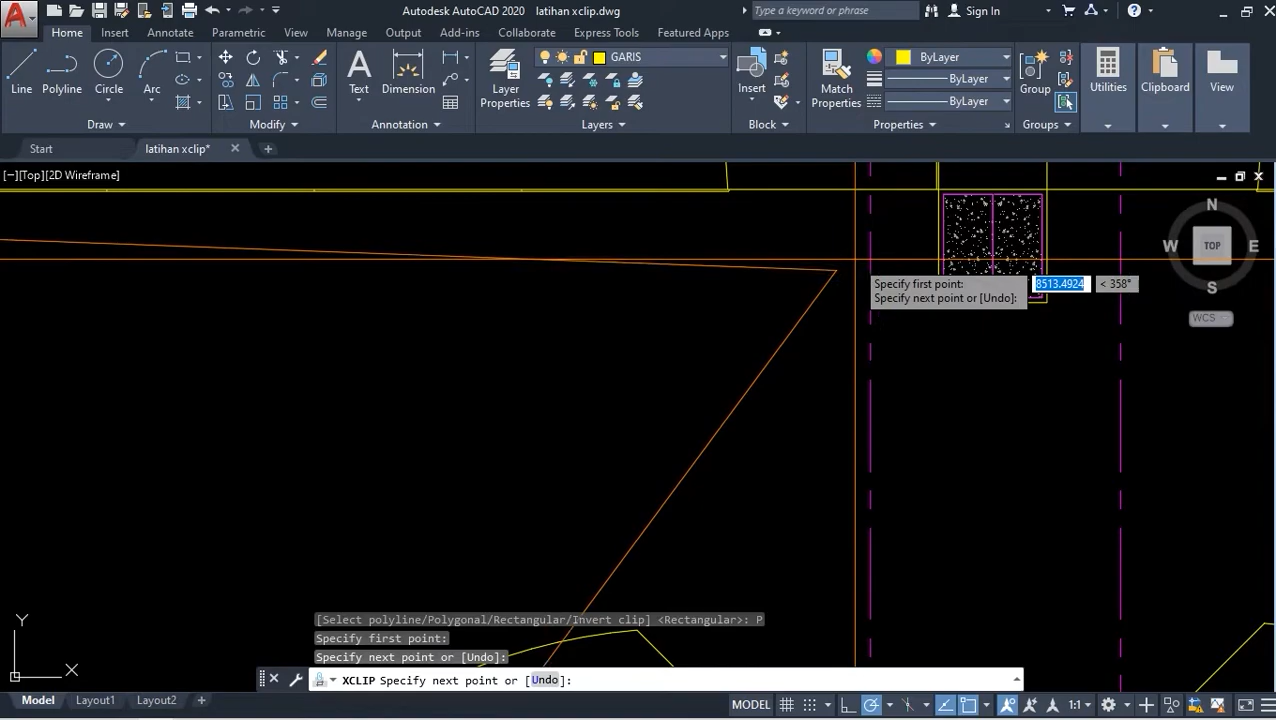 A
Autodesk AutoCAD 2020 latihan xclip.dwg
Type a keyword or phrase
Sign In
?
Home Insert Annotate Parametric View Manage Output Add-ins Collaborate Express Tools Featured Apps
Line
Polyline
Circle
Arc
Draw
Modify
Text
Dimension
Annotation
Layer
Properties
GARIS
Layers
Insert
Block
Match
Properties
ByLayer
ByLayer
ByLayer
Properties
Group
Groups
Utilities
Clipboard
View
Start latihan xclip*
[−][Top][2D Wireframe]
N
W TOP E
S
WCS
Specify first point:
Specify next point or [Undo]:
8513.4924 < 358°
[Select polyline/Polygonal/Rectangular/Invert clip] <Rectangular>: P
Specify first point:
Specify next point or [Undo]:
XCLIP Specify next point or [Undo]:
Y
X
Model Layout1 Layout2 +
MODEL
1:1